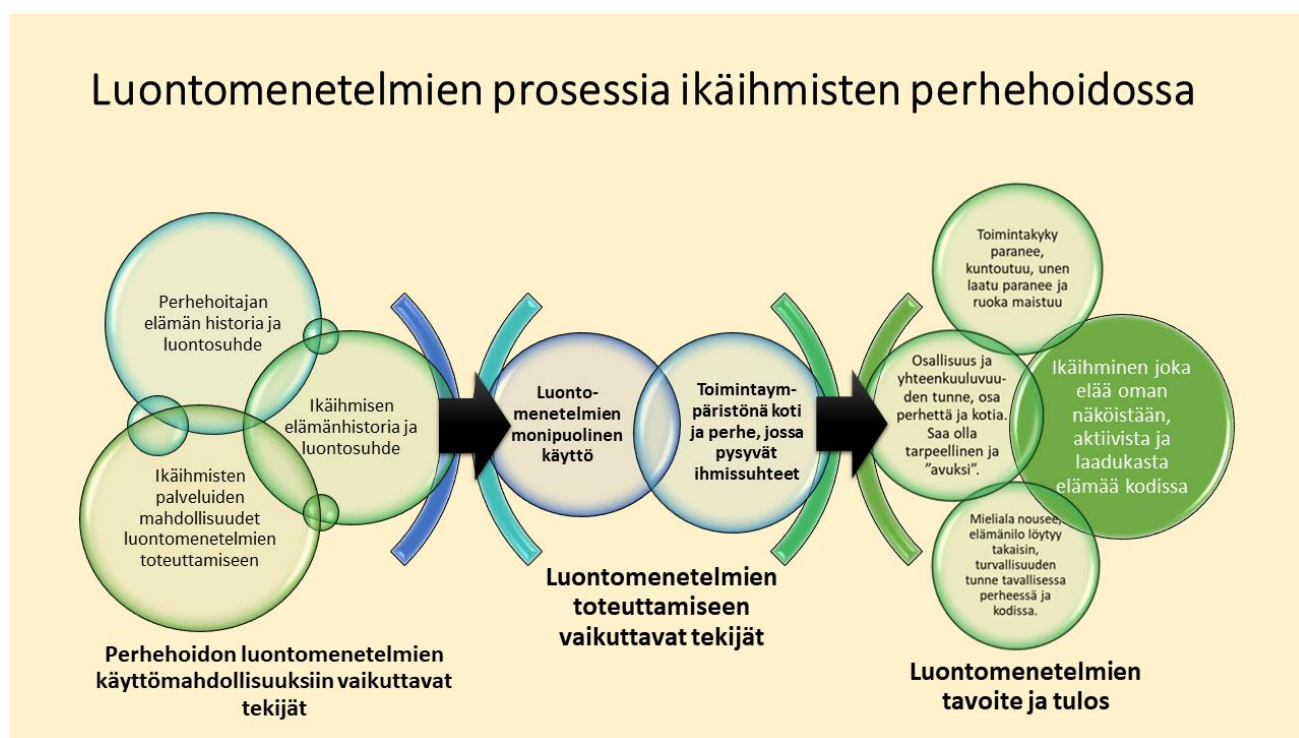 Luontomenetelmien prosessia ikäihmisten perhehoidossa
Perhehoitajan
elämän historia ja
luontosuhde
Ikäihmisen
elämänhistoria ja
luontosuhde
Ikäihmisten
palveluiden
mahdollisuudet
luontomenetelmien
toteuttamiseen
Perhehoidon luontomenetelmien
käyttömahdollisuuksiin vaikuttavat
tekijät
Luonto-
menetelmien
monipuolinen
käyttö
Toimintaym-
päristönä koti
ja perhe, jossa
pysyvät
ihmissuhteet
Luontomenetelmien
toteuttamiseen
vaikuttavat tekijät
Toimintakyky
paranee,
kuntoutuu, unen
laatu paranee ja
ruoka maistuu
Osallisuus ja
yhteenkuuluvuu-
den tunne, osa
perhettä ja kotia.
Saa olla
tarpeellinen ja
”avuksi”.
Mieliala nousee,
elämänilo löytyy
takaisin,
turvallisuuden
tunne tavallisessa
perheessä ja
kodissa.
Ikäihminen joka
elää oman
näköistään,
aktiivista ja
laadukasta
elämää kodissa
Luontomenetelmien
tavoite ja tulos